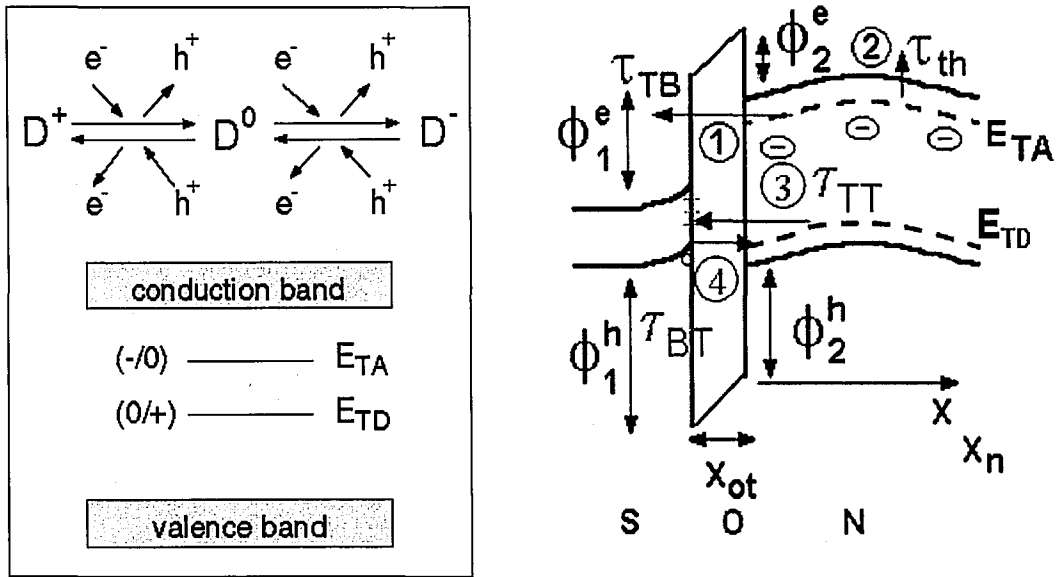 e⁻ h⁺ e⁻ h⁺
D⁺ D⁰ D⁻
e⁻ h⁺ e⁻ h⁺
conduction band
(-/0) E_TA
(0/+) E_TD
valence band
ϕ₂ᵉ ② τ_th
τ_TB
ϕ₁ᵉ ① E_TA
③ τ_TT
E_TD
④
ϕ₁ʰ τ_BT ϕ₂ʰ
x
x_ot x_n
S O N